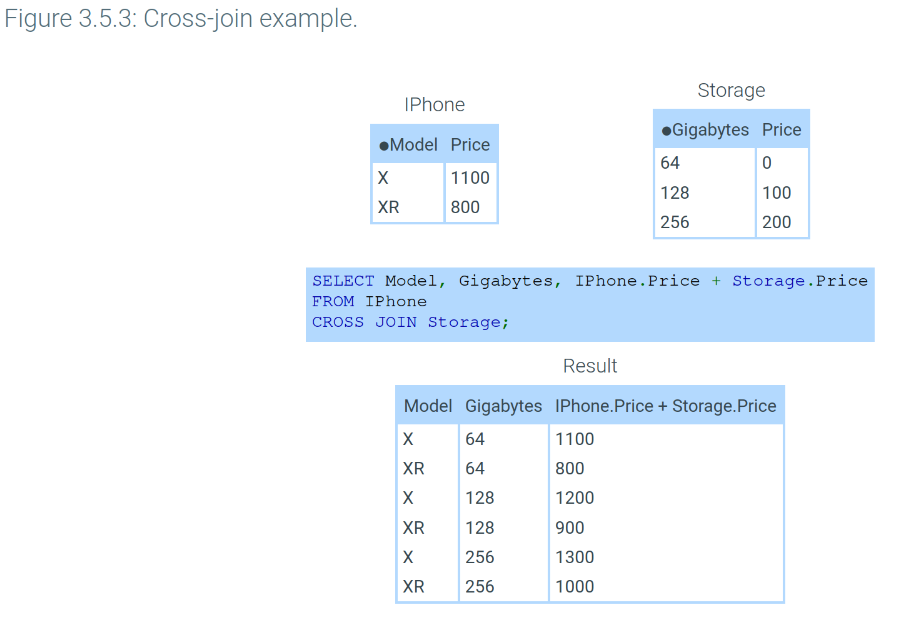 Figure 3.5.3: Cross-join example.
IPhone
●Model Price
X 1100
XR 800
Storage
●Gigabytes Price
64 0
128 100
256 200
SELECT Model, Gigabytes, IPhone.Price + Storage.Price
FROM IPhone
CROSS JOIN Storage;
Result
Model Gigabytes IPhone.Price + Storage.Price
X 64 1100
XR 64 800
X 128 1200
XR 128 900
X 256 1300
XR 256 1000